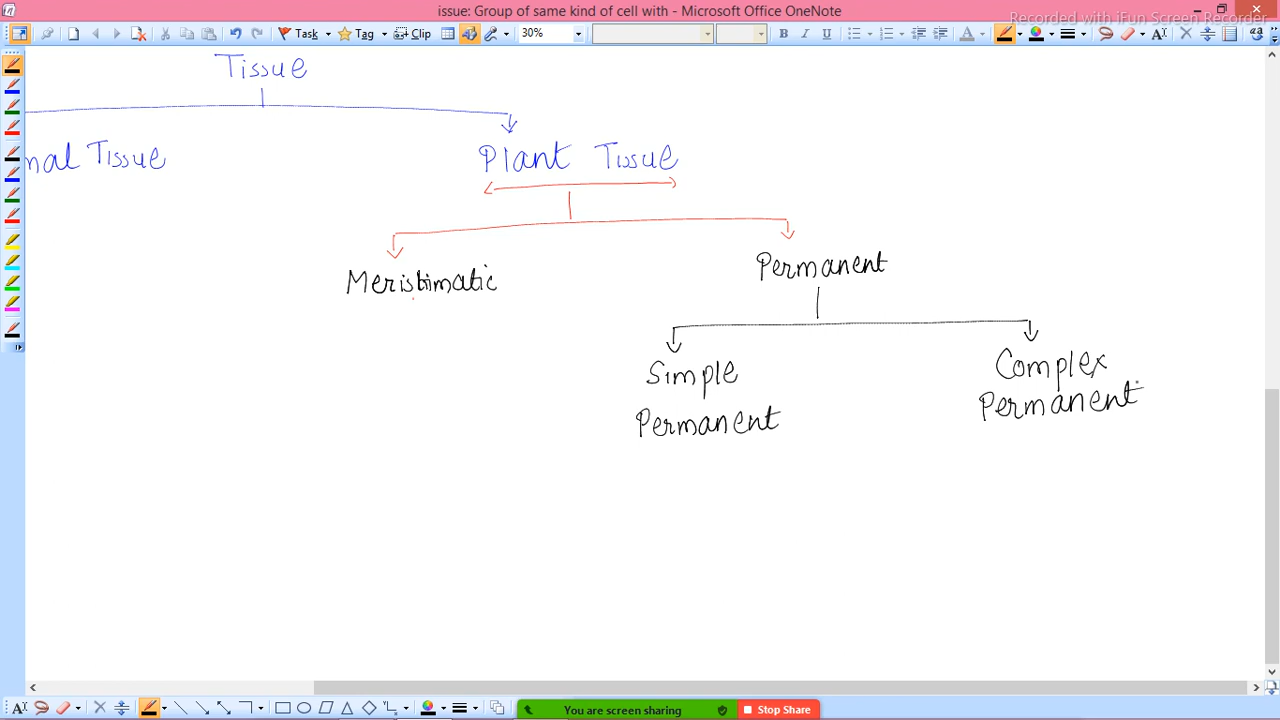 issue: Group of same kind of cell with - Microsoft Office OneNote
Recorded with iFun Screen Recorder
Task Tag Clip 30% B I U
Tissue
nal Tissue Plant Tissue
Meristimatic Permanent
Simple Complex
Permanent Permanent
You are screen sharing Stop Share